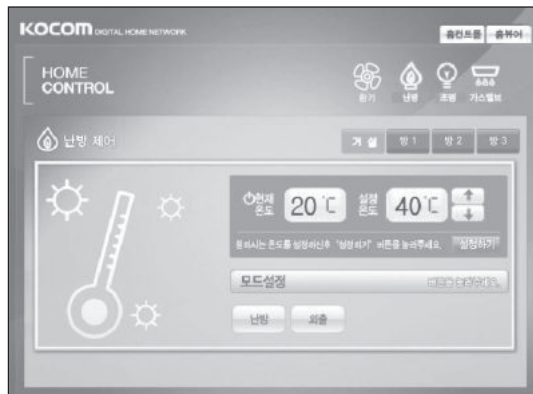 KOCOM DIGITAL HOME NETWORK
홈컨트롤 홈뷰어
HOME
CONTROL
환기 난방 조명 가스밸브
난방 제어
거실 방1 방2 방3
현재 온도 20℃ 설정 온도 40℃
원하시는 온도를 설정하신후 "설정하기" 버튼을 눌러주세요. 설정하기
모드설정
난방 외출